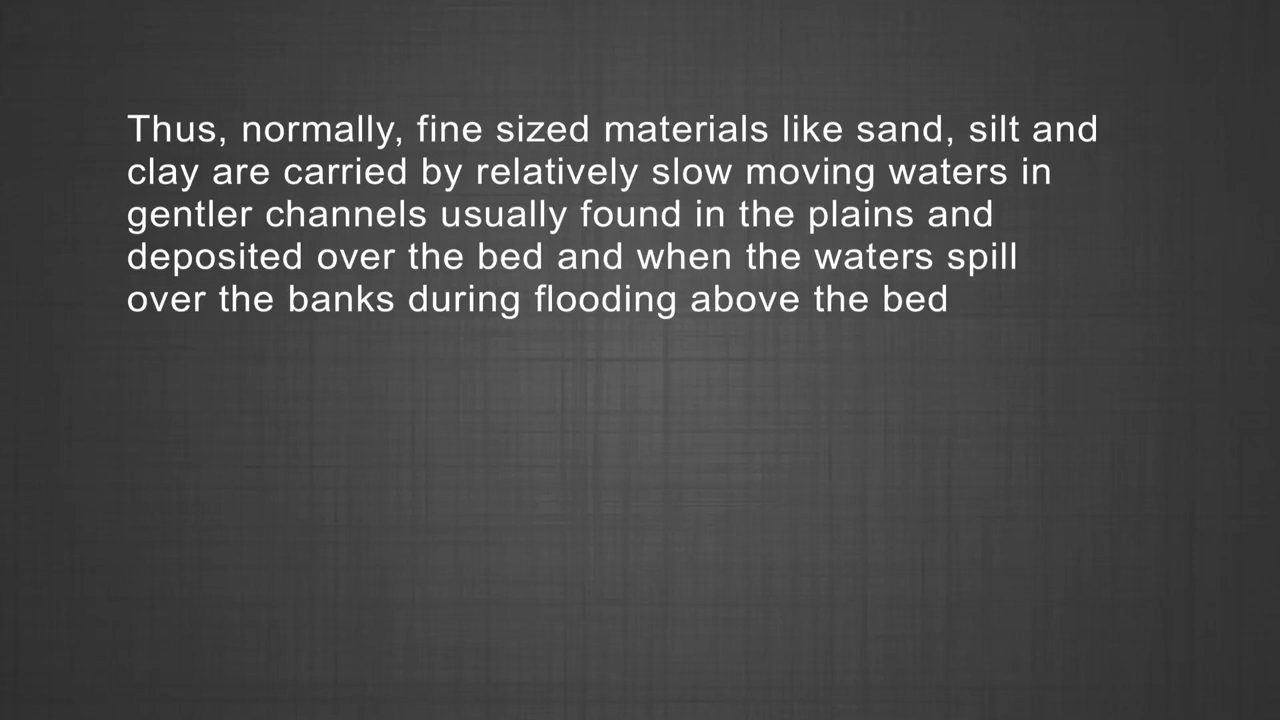 Thus, normally, fine sized materials like sand, silt and
clay are carried by relatively slow moving waters in
gentler channels usually found in the plains and
deposited over the bed and when the waters spill
over the banks during flooding above the bed